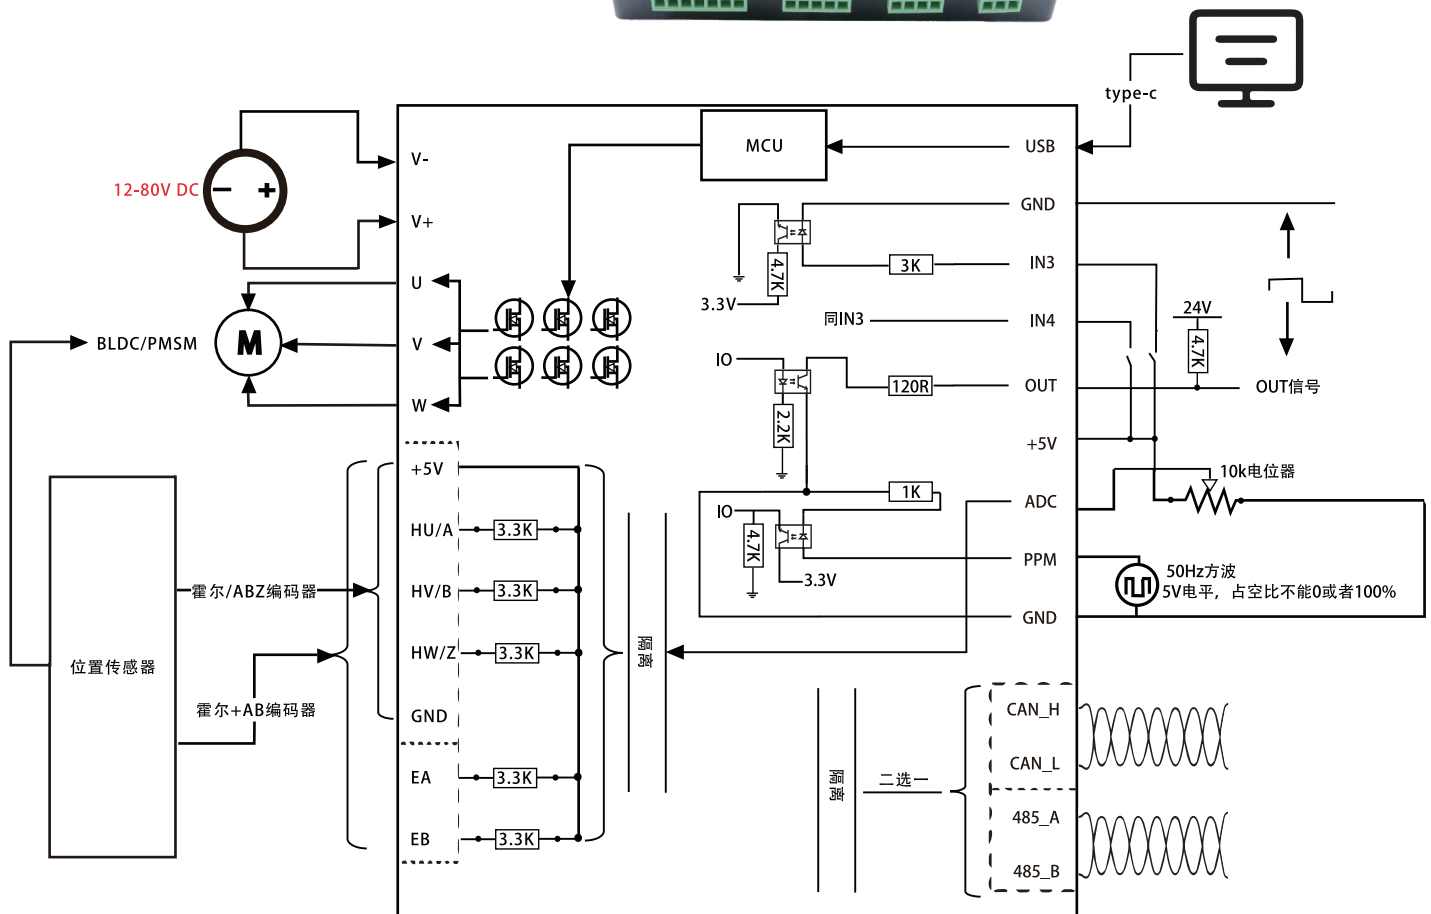 type-c
MCU
USB
V-
12-80V DC
V+
GND
IN3
3K
4.7K
3.3V
24V
同IN3
IN4
4.7K
U
M
BLDC/PMSM
V
IO
OUT
120R
OUT信号
W
2.2K
+5V
+5V
10k电位器
1K
ADC
IO
HU/A
3.3K
4.7K
PPM
3.3V
50Hz方波
5V电平，占空比不能0或者100%
霍尔/ABZ编码器
HV/B
3.3K
GND
HW/Z
3.3K
隔离
位置传感器
霍尔+AB编码器
GND
CAN_H
CAN_L
EA
3.3K
隔离
二选一
485_A
EB
3.3K
485_B